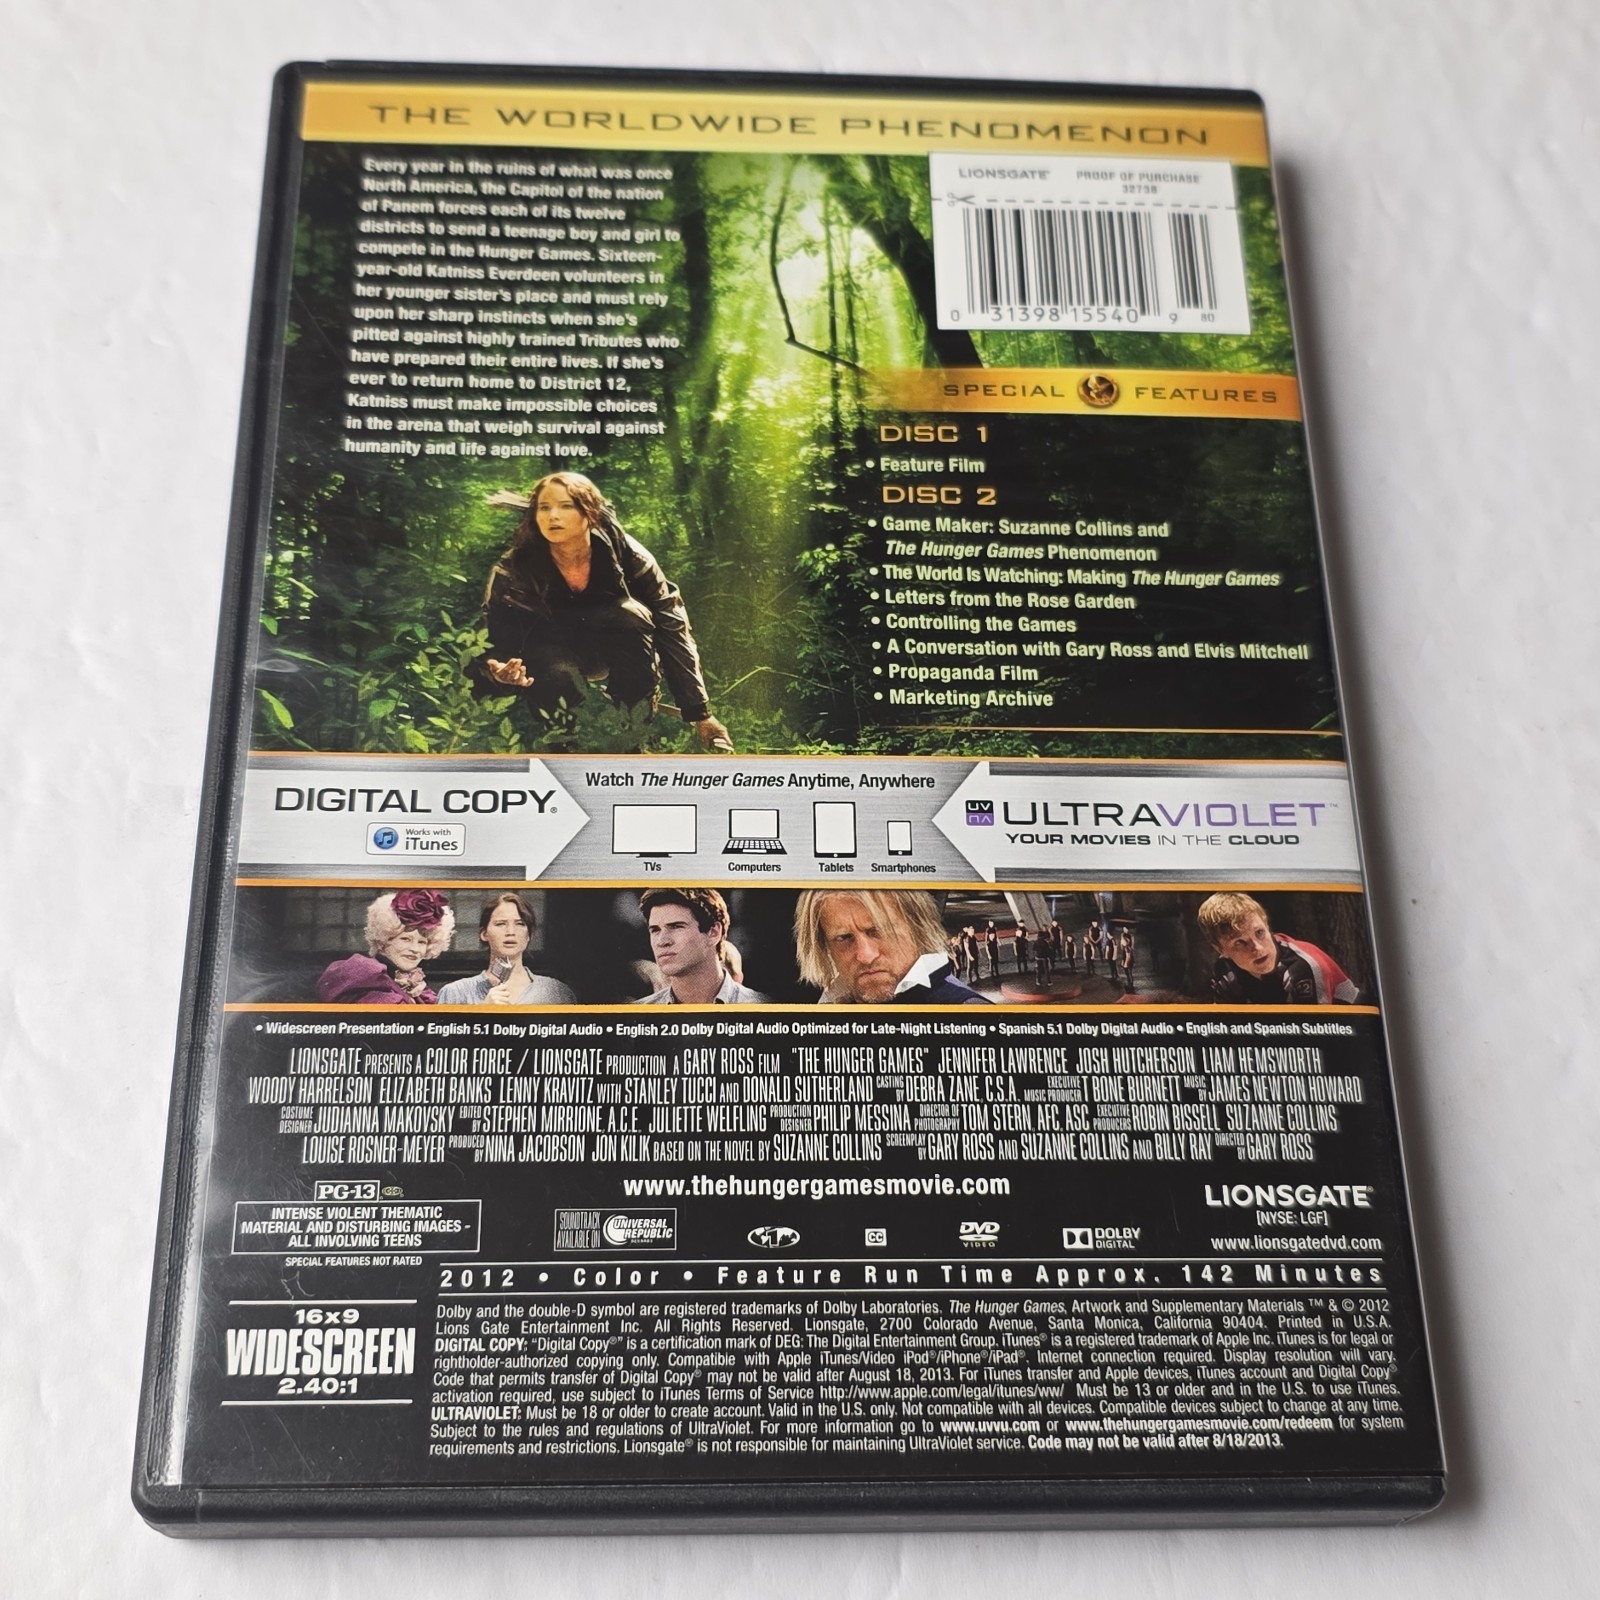 THE WORLDWIDE PHENOMENON
Every year in the ruins of what was once
North America, the Capitol of the nation
of Panem forces each of its twelve
districts to send a teenage boy and girl to
compete in the Hunger Games. Sixteen-
year-old Katniss Everdeen volunteers in
her younger sister's place and must rely
upon her sharp instincts when she's
pitted against highly trained Tributes who
have prepared their entire lives. If she's
ever to return home to District 12,
Katniss must make impossible choices
in the arena that weigh survival against
humanity and life against love.
LIONSGATE PROOF OF PURCHASE
32738
0 31398 15540 9 80
SPECIAL FEATURES
DISC 1
• Feature Film
DISC 2
• Game Maker: Suzanne Collins and
The Hunger Games Phenomenon
• The World Is Watching: Making The Hunger Games
• Letters from the Rose Garden
• Controlling the Games
• A Conversation with Gary Ross and Elvis Mitchell
• Propaganda Film
• Marketing Archive
DIGITAL COPY®
Works with
iTunes
Watch The Hunger Games Anytime, Anywhere
TVs Computers Tablets Smartphones
UV ULTRAVIOLET™
YOUR MOVIES IN THE CLOUD
• Widescreen Presentation • English 5.1 Dolby Digital Audio • English 2.0 Dolby Digital Audio Optimized for Late-Night Listening • Spanish 5.1 Dolby Digital Audio • English and Spanish Subtitles
LIONSGATE PRESENTS A COLOR FORCE / LIONSGATE PRODUCTION A GARY ROSS FILM "THE HUNGER GAMES" JENNIFER LAWRENCE JOSH HUTCHERSON LIAM HEMSWORTH
WOODY HARRELSON ELIZABETH BANKS LENNY KRAVITZ WITH STANLEY TUCCI AND DONALD SUTHERLAND CASTING BY DEBRA ZANE, C.S.A. EXECUTIVE MUSIC PRODUCER T BONE BURNETT MUSIC BY JAMES NEWTON HOWARD
COSTUME DESIGNER JUDIANNA MAKOVSKY EDITED BY STEPHEN MIRRIONE, A.C.E. JULIETTE WELFLING PRODUCTION DESIGNER PHILIP MESSINA DIRECTOR OF PHOTOGRAPHY TOM STERN, AFC, ASC EXECUTIVE PRODUCERS ROBIN BISSELL SUZANNE COLLINS
LOUISE ROSNER-MEYER PRODUCED BY NINA JACOBSON JON KILIK BASED ON THE NOVEL BY SUZANNE COLLINS SCREENPLAY BY GARY ROSS AND SUZANNE COLLINS AND BILLY RAY DIRECTED BY GARY ROSS
www.thehungergamesmovie.com
PG-13
INTENSE VIOLENT THEMATIC
MATERIAL AND DISTURBING IMAGES -
ALL INVOLVING TEENS
SPECIAL FEATURES NOT RATED
SOUNDTRACK
AVAILABLE ON
UNIVERSAL
REPUBLIC
RECORDS
1
CC
DVD
VIDEO
DOLBY
DIGITAL
LIONSGATE®
[NYSE: LGF]
www.lionsgatedvd.com
2012 • Color • Feature Run Time Approx. 142 Minutes
16x9
WIDESCREEN
2.40:1
Dolby and the double-D symbol are registered trademarks of Dolby Laboratories. The Hunger Games, Artwork and Supplementary Materials ™ & © 2012
Lions Gate Entertainment Inc. All Rights Reserved. Lionsgate, 2700 Colorado Avenue, Santa Monica, California 90404. Printed in U.S.A.
DIGITAL COPY: "Digital Copy®" is a certification mark of DEG: The Digital Entertainment Group. iTunes® is a registered trademark of Apple Inc. iTunes is for legal or
rightholder-authorized copying only. Compatible with Apple iTunes/Video iPod®/iPhone®/iPad®. Internet connection required. Display resolution will vary.
Code that permits transfer of Digital Copy® may not be valid after August 18, 2013. For iTunes transfer and Apple devices, iTunes account and Digital Copy®
activation required, use subject to iTunes Terms of Service http://www.apple.com/legal/itunes/ww/ Must be 13 or older and in the U.S. to use iTunes.
ULTRAVIOLET: Must be 18 or older to create account. Valid in the U.S. only. Not compatible with all devices. Compatible devices subject to change at any time.
Subject to the rules and regulations of UltraViolet. For more information go to www.uvvu.com or www.thehungergamesmovie.com/redeem for system
requirements and restrictions. Lionsgate® is not responsible for maintaining UltraViolet service. Code may not be valid after 8/18/2013.